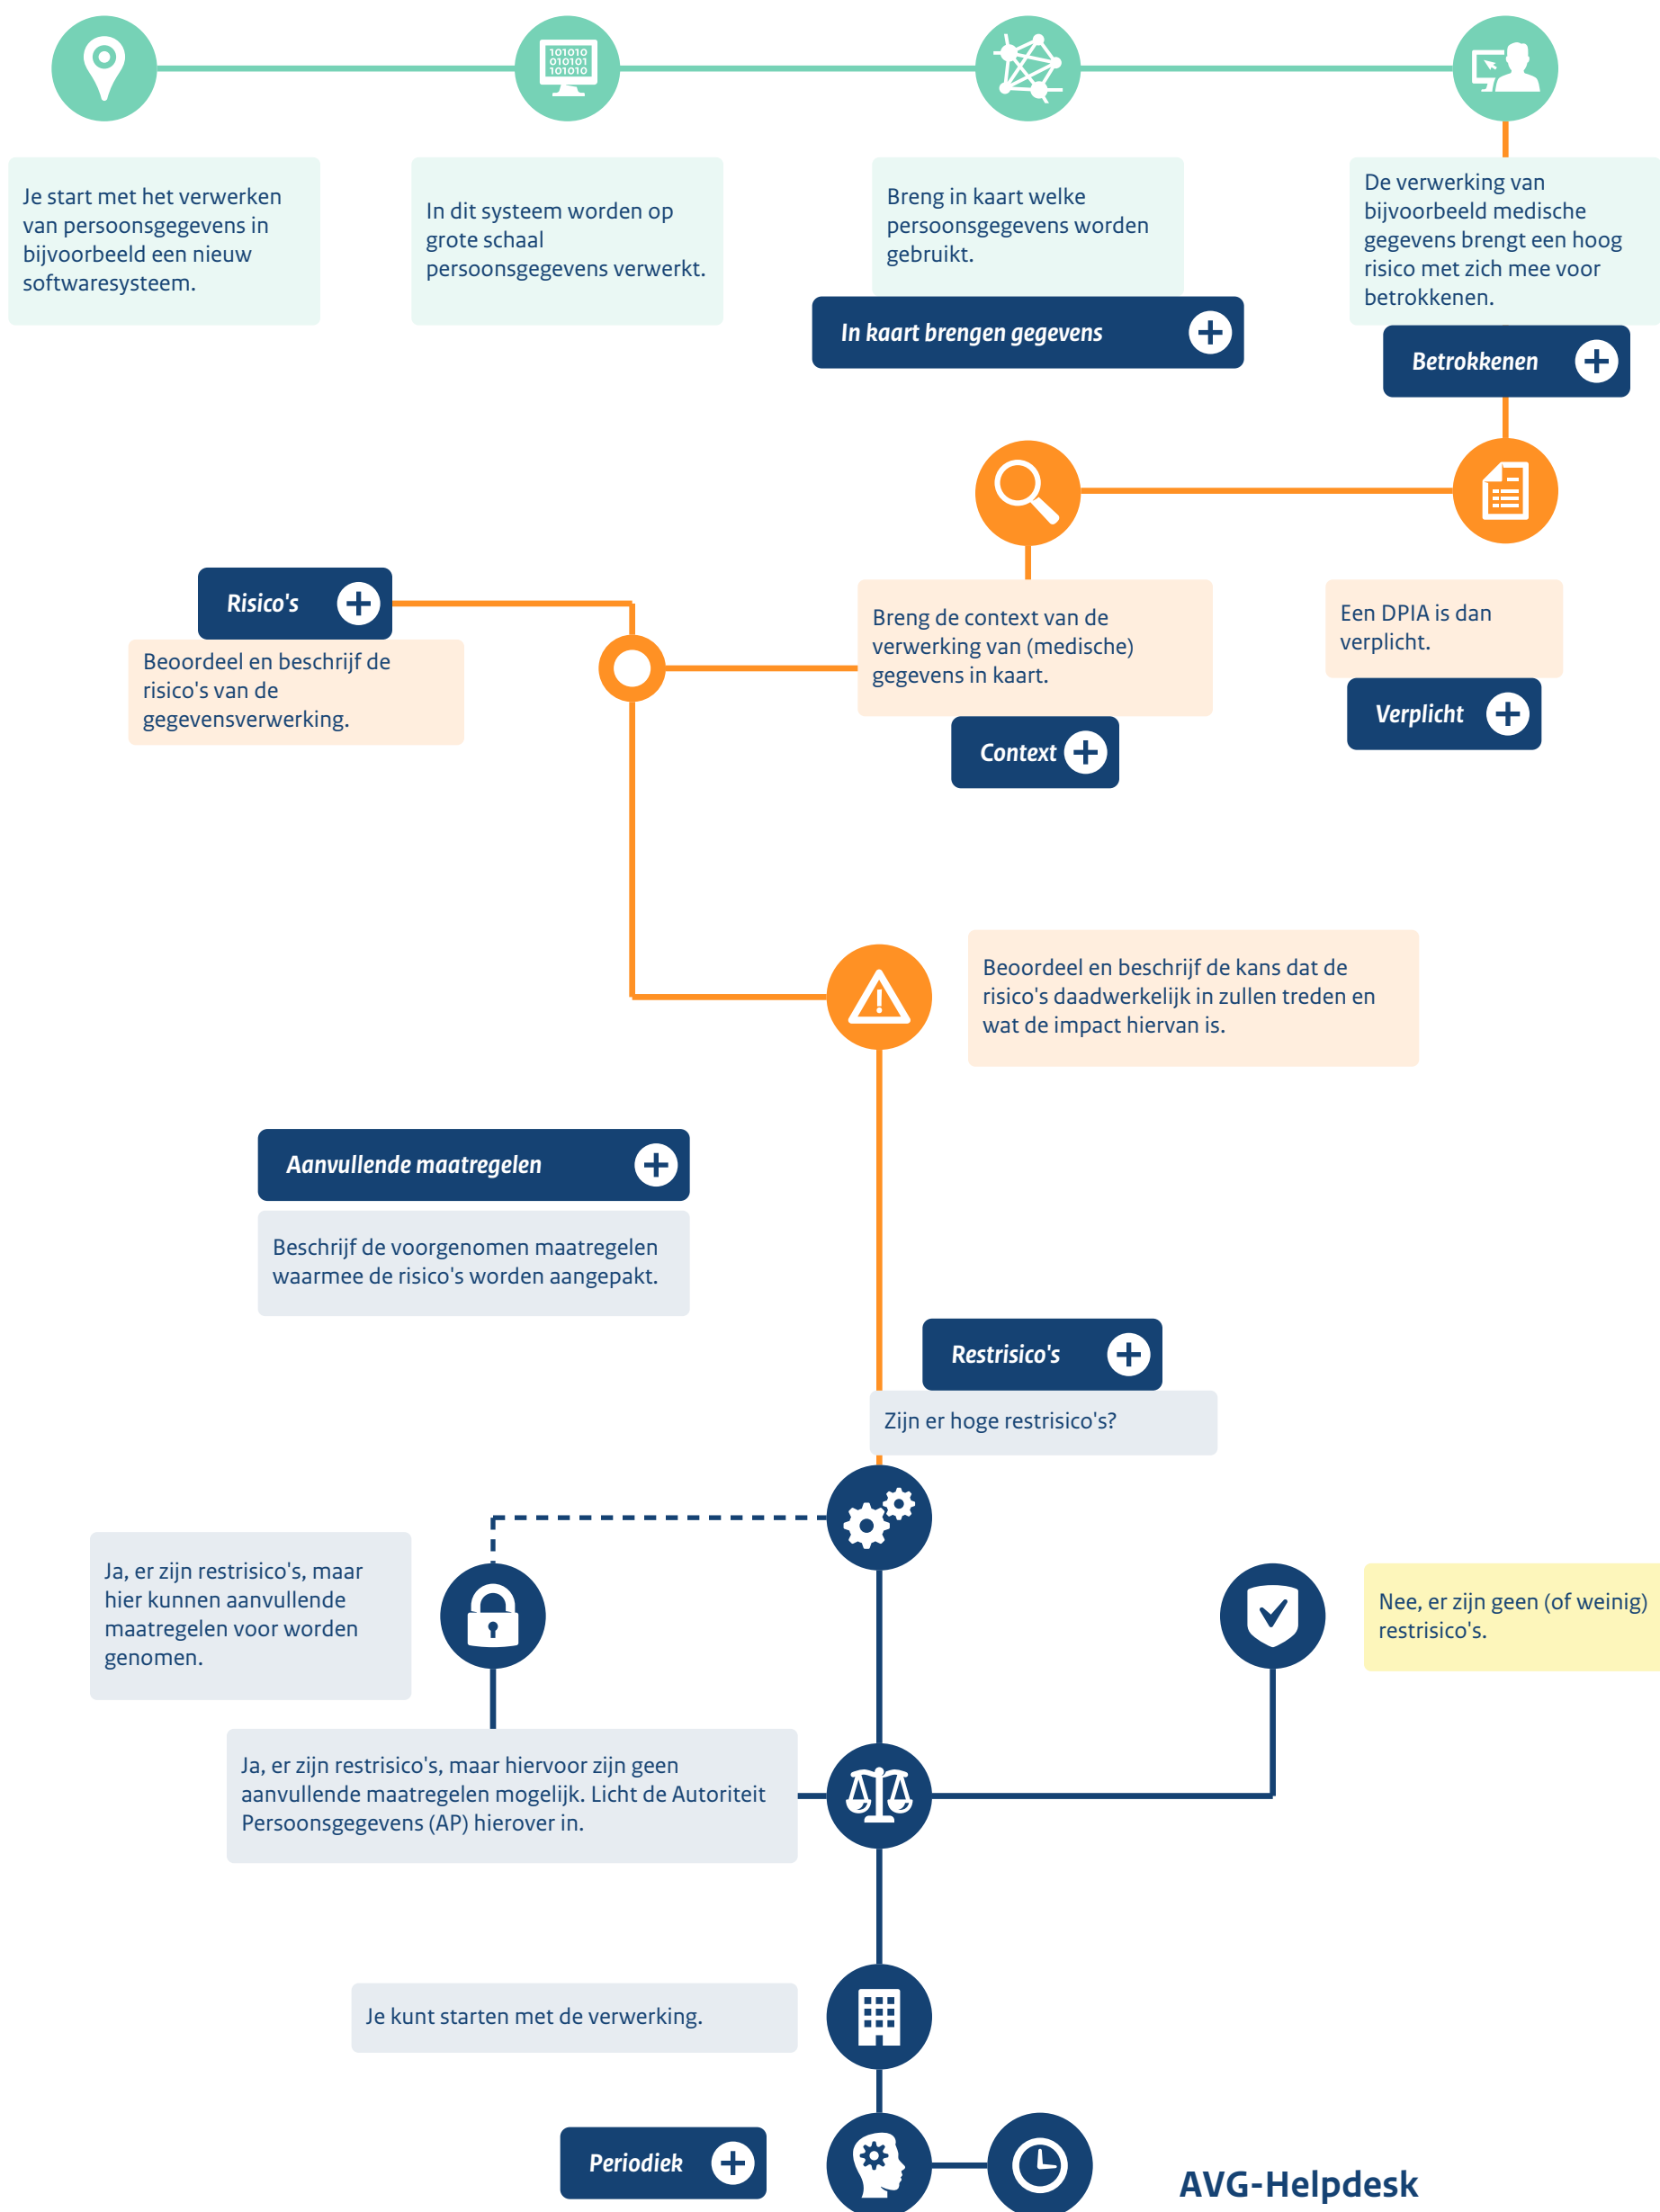 101010
010101
101010
Je start met het verwerken
van persoonsgegevens in
bijvoorbeeld een nieuw
softwaresysteem.
In dit systeem worden op
grote schaal
persoonsgegevens verwerkt.
Breng in kaart welke
persoonsgegevens worden
gebruikt.
In kaart brengen gegevens
De verwerking van
bijvoorbeeld medische
gegevens brengt een hoog
risico met zich mee voor
betrokkenen.
Betrokkenen
Een DPIA is dan
verplicht.
Verplicht
Breng de context van de
verwerking van (medische)
gegevens in kaart.
Context
Risico's
Beoordeel en beschrijf de
risico's van de
gegevensverwerking.
Beoordeel en beschrijf de kans dat de
risico's daadwerkelijk in zullen treden en
wat de impact hiervan is.
Aanvullende maatregelen
Beschrijf de voorgenomen maatregelen
waarmee de risico's worden aangepakt.
Restrisico's
Zijn er hoge restrisico's?
Ja, er zijn restrisico's, maar
hier kunnen aanvullende
maatregelen voor worden
genomen.
Nee, er zijn geen (of weinig)
restrisico's.
Ja, er zijn restrisico's, maar hiervoor zijn geen
aanvullende maatregelen mogelijk. Licht de Autoriteit
Persoonsgegevens (AP) hierover in.
Je kunt starten met de verwerking.
Periodiek
AVG-Helpdesk